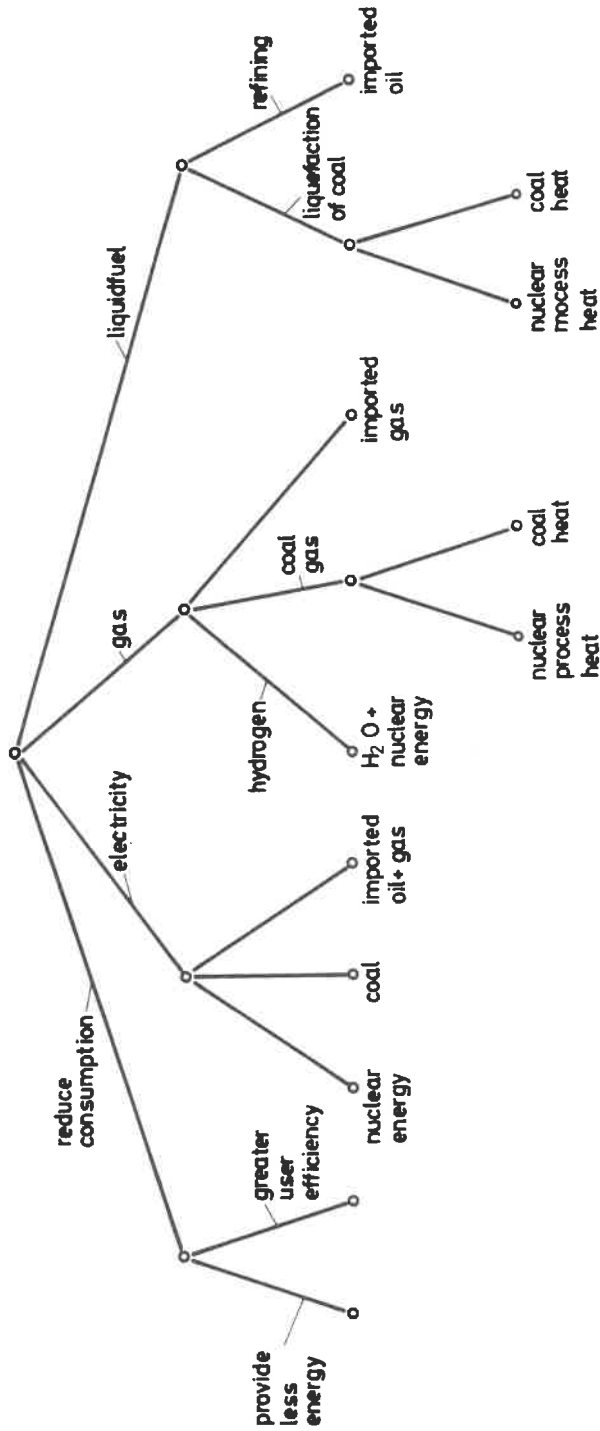 reduce
consumption
electricity
gas
liquidfuel
provide
less
energy
greater
user
efficiency
nuclear
energy
coal
imported
oil+ gas
hydrogen
H₂O +
nuclear
energy
coal
gas
imported
gas
nuclear
process
heat
coal
heat
liquefaction
of coal
refining
imported
oil
nuclear
mocess
heat
coal
heat